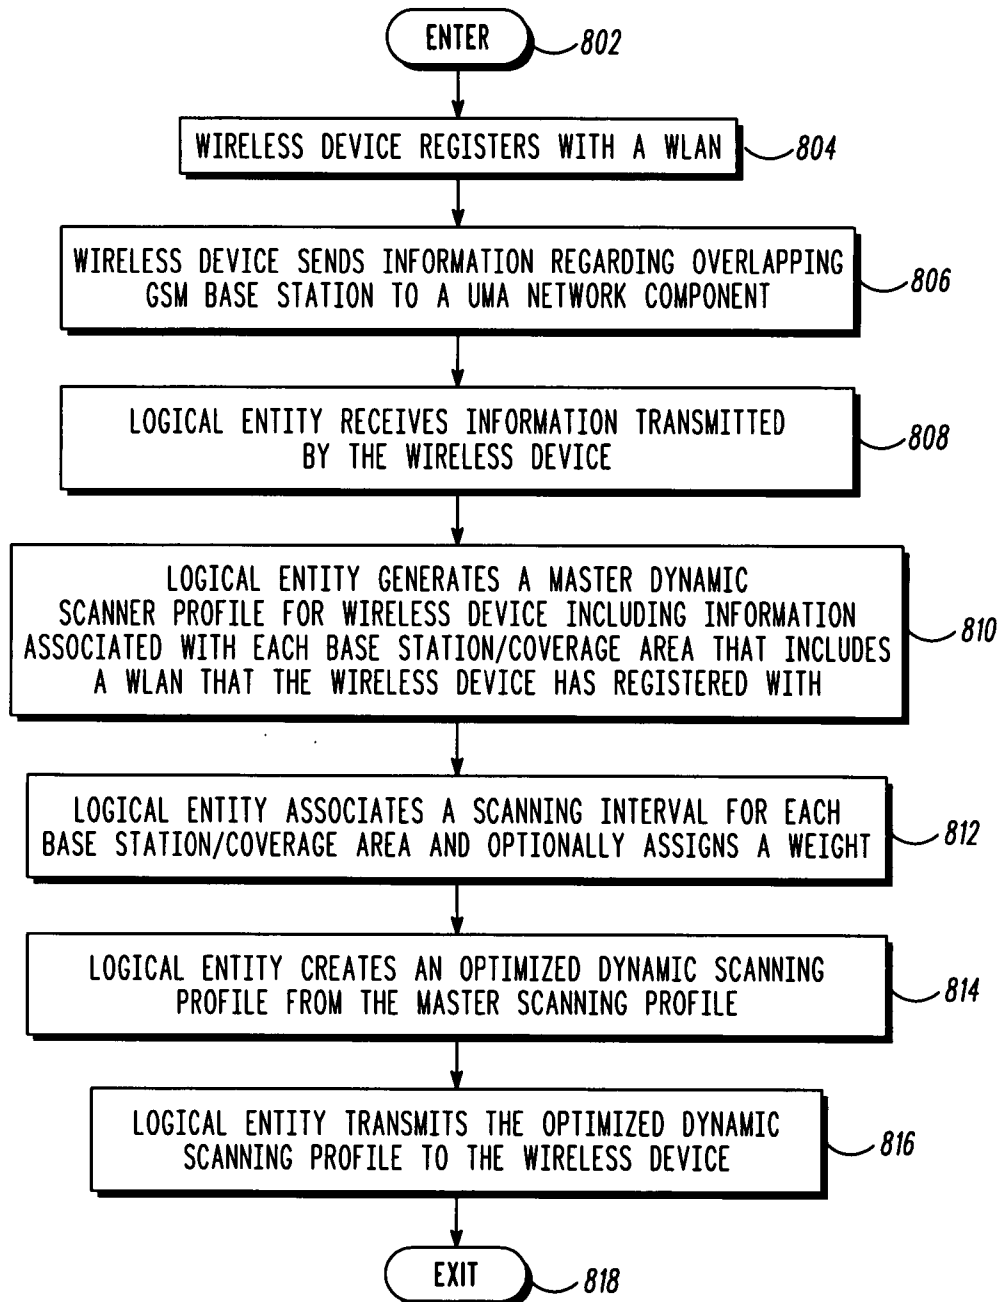 ENTER
802
WIRELESS DEVICE REGISTERS WITH A WLAN
804
WIRELESS DEVICE SENDS INFORMATION REGARDING OVERLAPPING
GSM BASE STATION TO A UMA NETWORK COMPONENT
806
LOGICAL ENTITY RECEIVES INFORMATION TRANSMITTED
BY THE WIRELESS DEVICE
808
LOGICAL ENTITY GENERATES A MASTER DYNAMIC
SCANNER PROFILE FOR WIRELESS DEVICE INCLUDING INFORMATION
ASSOCIATED WITH EACH BASE STATION/COVERAGE AREA THAT INCLUDES
A WLAN THAT THE WIRELESS DEVICE HAS REGISTERED WITH
810
LOGICAL ENTITY ASSOCIATES A SCANNING INTERVAL FOR EACH
BASE STATION/COVERAGE AREA AND OPTIONALLY ASSIGNS A WEIGHT
812
LOGICAL ENTITY CREATES AN OPTIMIZED DYNAMIC SCANNING
PROFILE FROM THE MASTER SCANNING PROFILE
814
LOGICAL ENTITY TRANSMITS THE OPTIMIZED DYNAMIC
SCANNING PROFILE TO THE WIRELESS DEVICE
816
EXIT
818